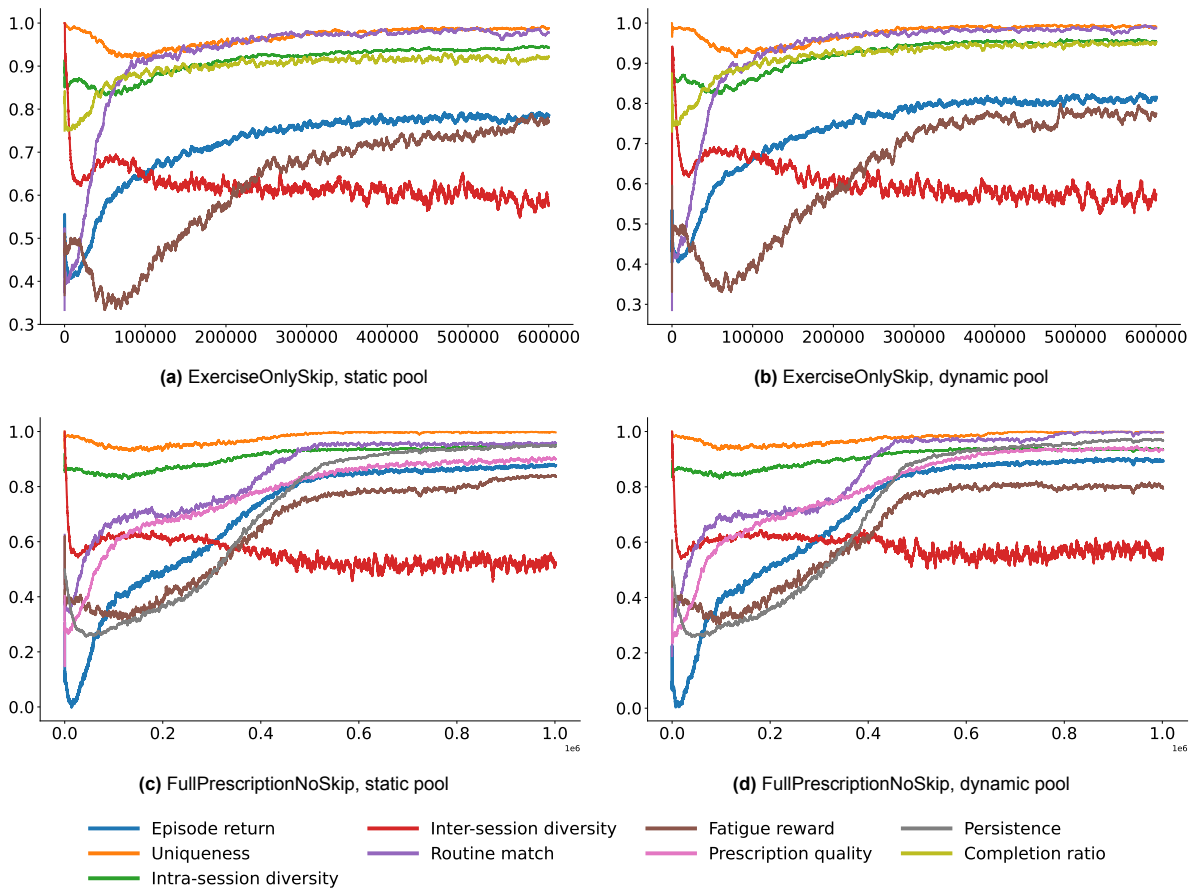 1.0
0.9
0.8
0.7
0.6
0.5
0.4
0.3
0 100000 200000 300000 400000 500000 600000
(a) ExerciseOnlySkip, static pool
1.0
0.9
0.8
0.7
0.6
0.5
0.4
0.3
0 100000 200000 300000 400000 500000 600000
(b) ExerciseOnlySkip, dynamic pool
1.0
0.8
0.6
0.4
0.2
0.0
0.0 0.2 0.4 0.6 0.8 1.0
1e6
(c) FullPrescriptionNoSkip, static pool
1.0
0.8
0.6
0.4
0.2
0.0
0.0 0.2 0.4 0.6 0.8 1.0
1e6
(d) FullPrescriptionNoSkip, dynamic pool
Episode return
Uniqueness
Intra-session diversity
Inter-session diversity
Routine match
Fatigue reward
Prescription quality
Persistence
Completion ratio